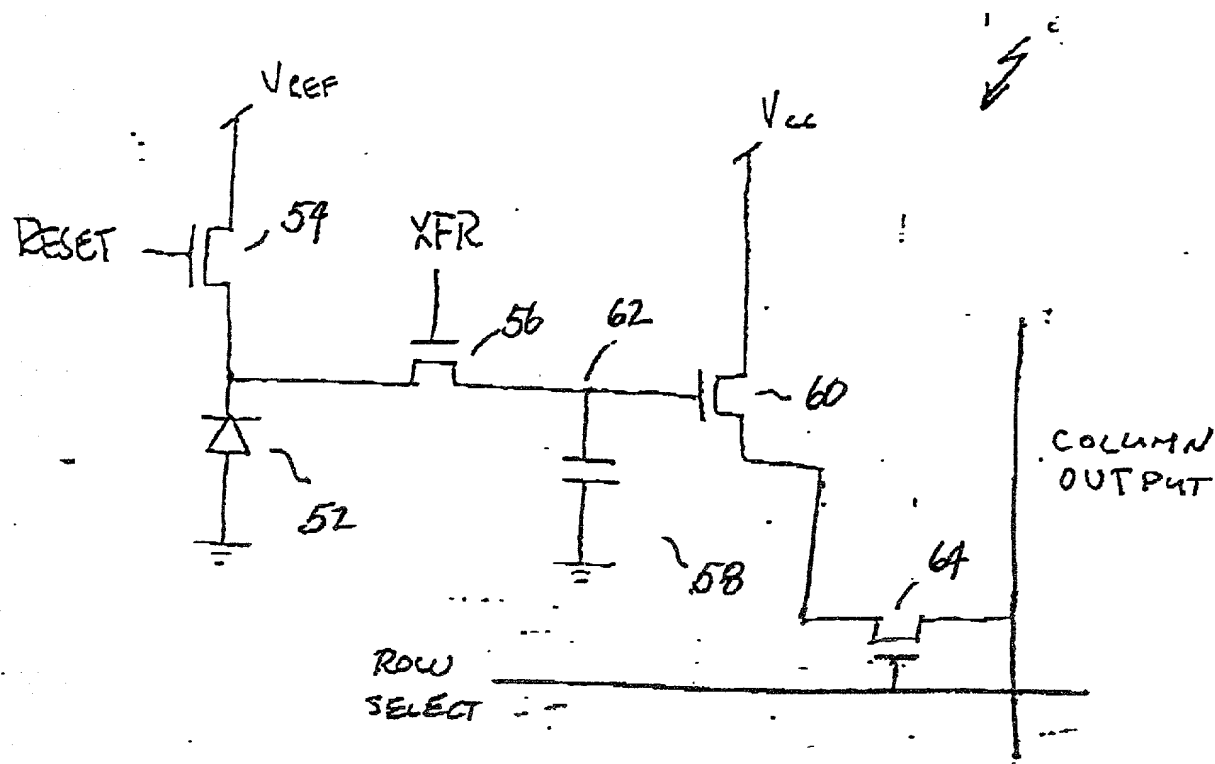 VREF
Vcc
RESET
54
XFR
56
62
60
COLUMN
OUTPUT
52
58
64
ROW
SELECT